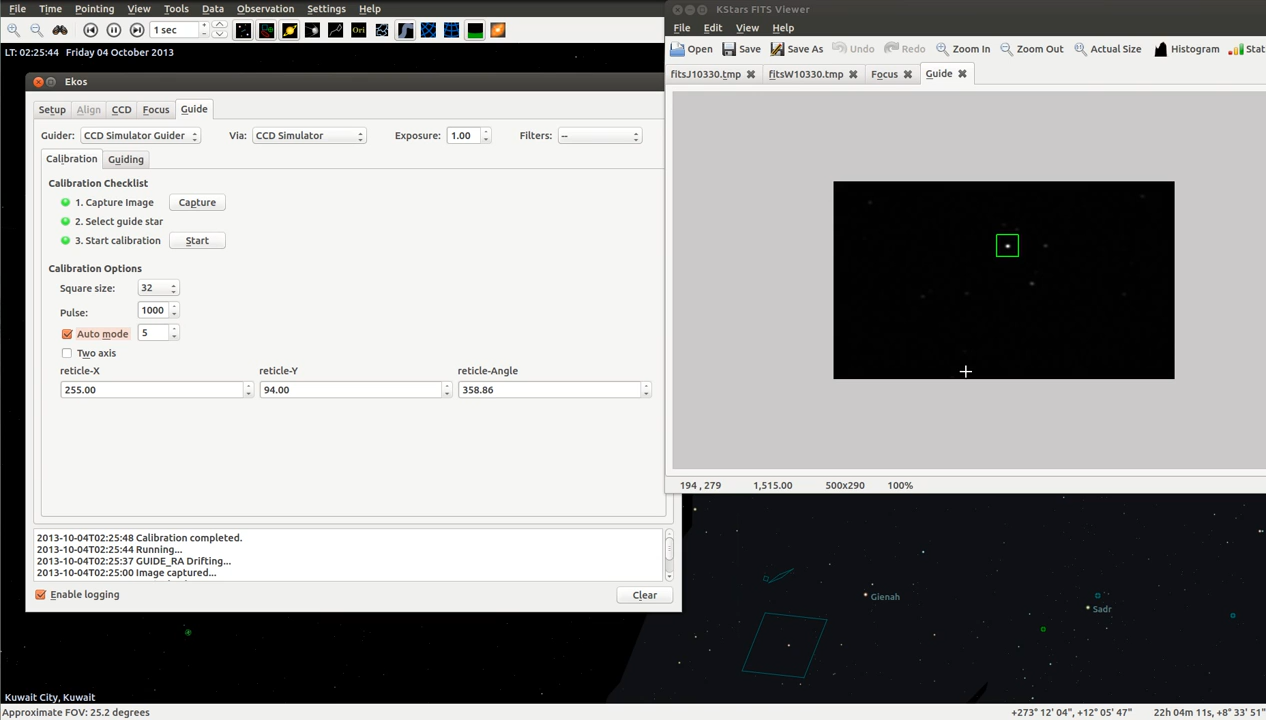 File Time Pointing View Tools Data Observation Settings Help
1 sec
Ori
LT: 02:25:44 Friday 04 October 2013
Ekos
Setup Align CCD Focus Guide
Guider: CCD Simulator Guider Via: CCD Simulator Exposure: 1.00 Filters: --
Calibration Guiding
Calibration Checklist
1. Capture Image Capture
2. Select guide star
3. Start calibration Start
Calibration Options
Square size: 32
Pulse: 1000
Auto mode 5
Two axis
reticle-X reticle-Y reticle-Angle
255.00 94.00 358.86
2013-10-04T02:25:48 Calibration completed.
2013-10-04T02:25:44 Running...
2013-10-04T02:25:37 GUIDE_RA Drifting...
2013-10-04T02:25:00 Image captured...
Enable logging Clear
KStars FITS Viewer
File Edit View Help
Open Save Save As Undo Redo Zoom In Zoom Out Actual Size Histogram Stat
fitsJ10330.tmp fitsW10330.tmp Focus Guide
194 , 279 1,515.00 500x290 100%
Gienah
Sadr
Kuwait City, Kuwait
Approximate FOV: 25.2 degrees +273° 12' 04", +12° 05' 47" 22h 04m 11s, +8° 33' 51"